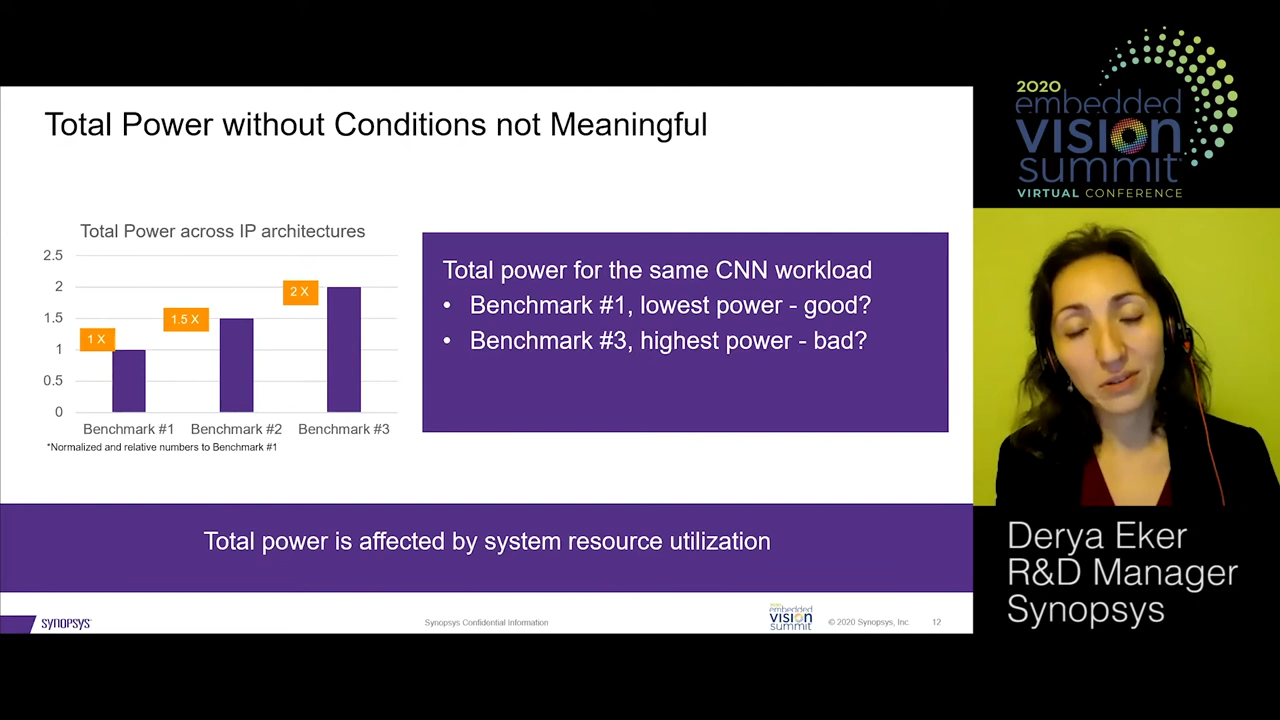 Total Power without Conditions not Meaningful
Total Power across IP architectures
2.5
2
1.5
1
0.5
0
1 X
1.5 X
2 X
Benchmark #1
Benchmark #2
Benchmark #3
*Normalized and relative numbers to Benchmark #1
Total power for the same CNN workload
• Benchmark #1, lowest power - good?
• Benchmark #3, highest power - bad?
Total power is affected by system resource utilization
SYNOPSYS
Synopsys Confidential Information
2020
embedded
VISION
summit
© 2020 Synopsys, Inc
12
2020
embedded
VISION
summit
VIRTUAL CONFERENCE
Derya Eker
R&D Manager
Synopsys